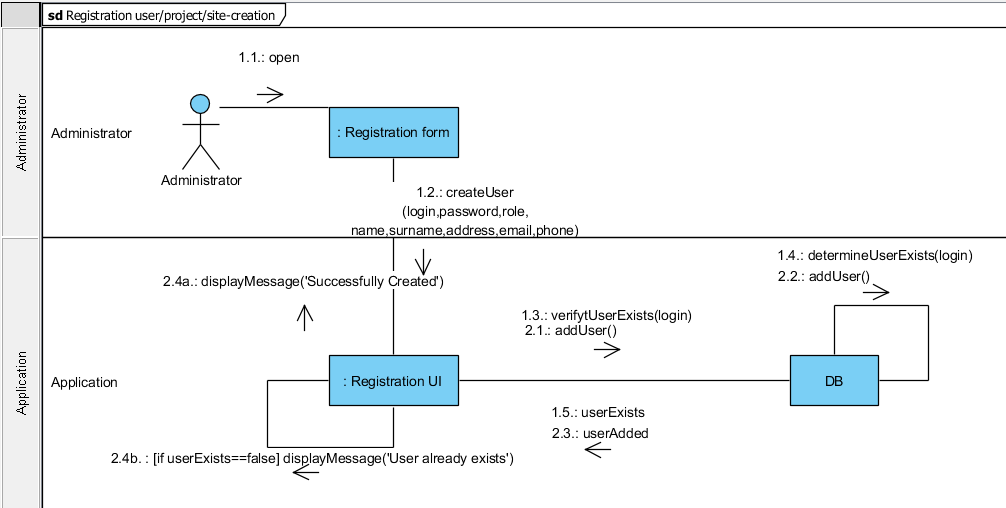 sd Registration user/project/site-creation
Administrator
1.1.: open
Administrator
: Registration form
Administrator
1.2.: createUser
(login,password,role,
name,surname,address,email,phone)
Application
1.4.: determineUserExists(login)
2.2.: addUser()
2.4a.: displayMessage('Successfully Created')
1.3.: verifytUserExists(login)
2.1.: addUser()
Application
: Registration UI
DB
1.5.: userExists
2.3.: userAdded
2.4b. : [if userExists==false] displayMessage('User already exists')